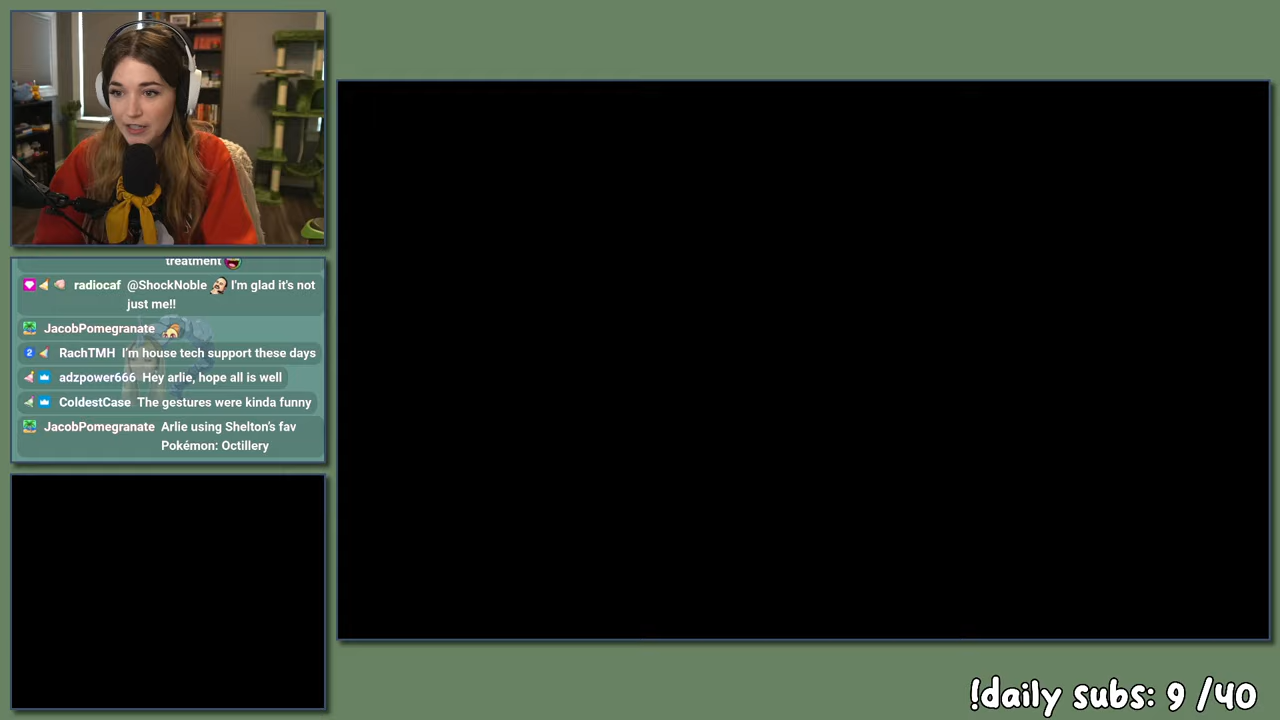 treatment
radiocaf @ShockNoble I'm glad it's not
just me!!
JacobPomegranate
2 RachTMH I'm house tech support these days
adzpower666 Hey arlie, hope all is well
ColdestCase The gestures were kinda funny
JacobPomegranate Arlie using Shelton's fav
Pokémon: Octillery
!daily subs: 9 /40